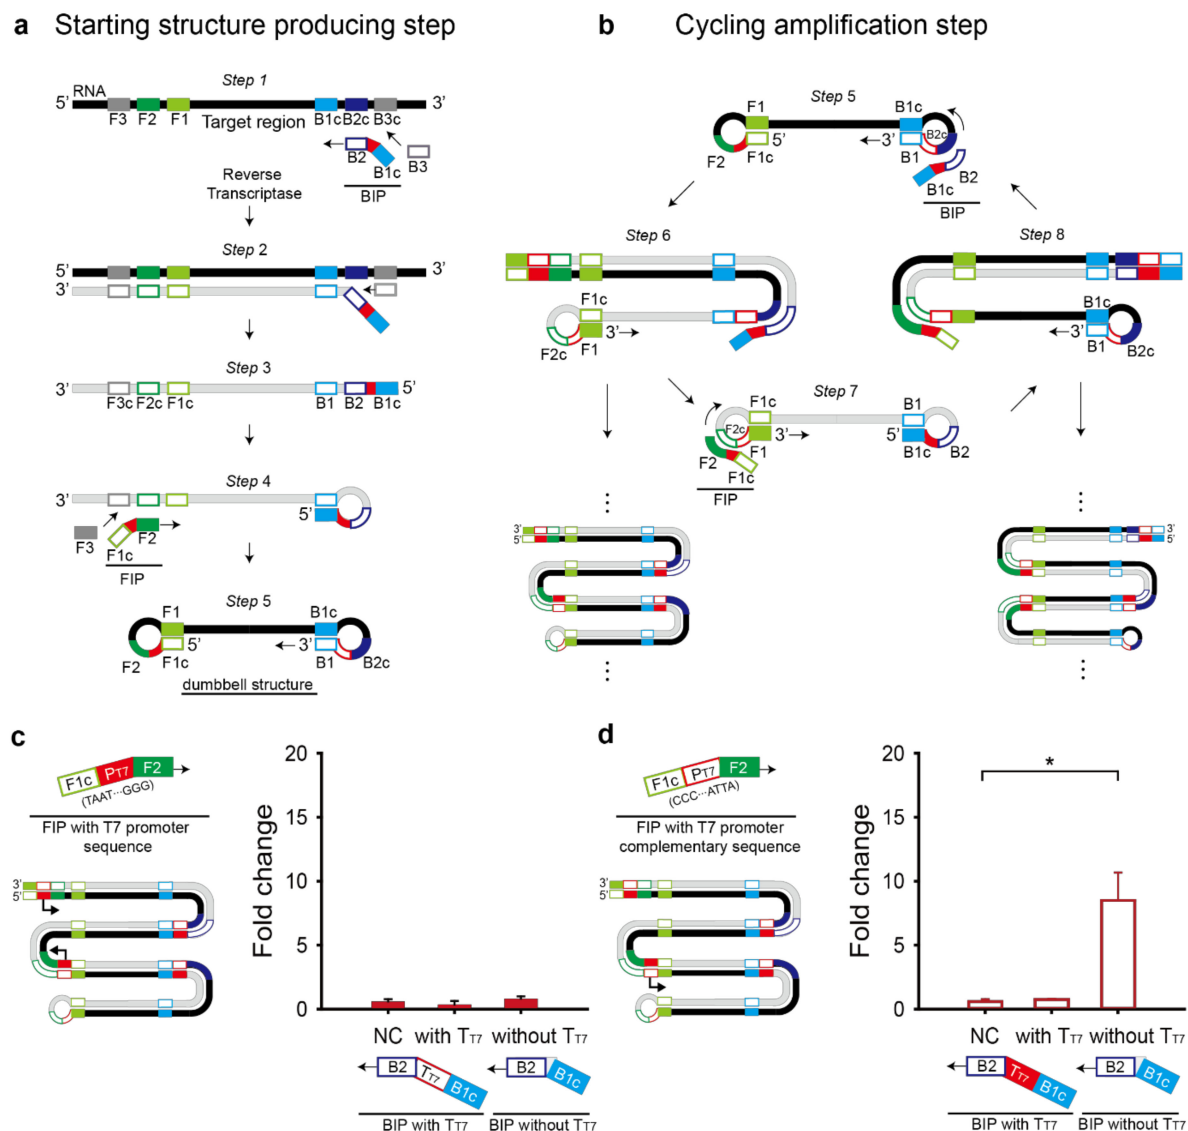 a Starting structure producing step
Step 1
RNA
5’ 3’
F3 F2 F1 Target region B1c B2c B3c
B2 B1c B3
BIP
Reverse
Transcriptase
Step 2
5’ 3’
3’
Step 3
3’ 5’
F3c F2c F1c B1 B2 B1c
Step 4
3’
5’
F3 F1c F2
FIP
Step 5
F1 B1c
5’ 3’
F2 F1c B1 B2c
dumbbell structure
b Cycling amplification step
Step 5
F1 B1c
5’ 3’ B2c
F2 F1c B1
B1c B2
BIP
Step 6
F1c
3’
F2c F1
Step 8
B1c
3’
B1 B2c
Step 7
F1c B1
F2c 3’ 5’
F2 F1 B1c B2
F1c
FIP
3’
5’
3’
5’
c
F1c PT7 F2
(TAAT···GGG)
FIP with T7 promoter
sequence
3’
5’
Fold change
20
15
10
5
0
NC with TT7 without TT7
B2 TT7 B1c B2 B1c
BIP with TT7 BIP without TT7
d
F1c PT7 F2
(CCC···ATTA)
FIP with T7 promoter
complementary sequence
3’
5’
Fold change
20
15
10
5
0
*
NC with TT7 without TT7
B2 TT7 B1c B2 B1c
BIP with TT7 BIP without TT7